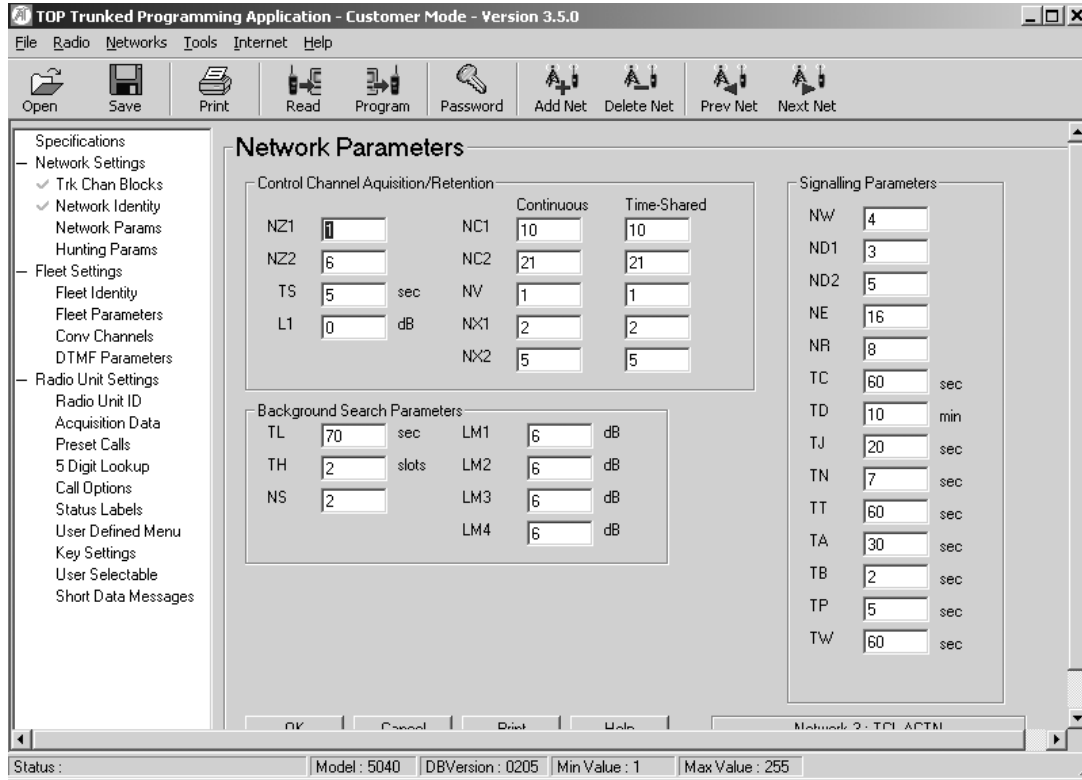 TOP Trunked Programming Application - Customer Mode - Version 3.5.0
File Radio Networks Tools Internet Help
Open Save Print Read Program Password Add Net Delete Net Prev Net Next Net
Specifications
Network Settings
Trk Chan Blocks
Network Identity
Network Params
Hunting Params
Fleet Settings
Fleet Identity
Fleet Parameters
Conv Channels
DTMF Parameters
Radio Unit Settings
Radio Unit ID
Acquisition Data
Preset Calls
5 Digit Lookup
Call Options
Status Labels
User Defined Menu
Key Settings
User Selectable
Short Data Messages
Network Parameters
Control Channel Aquisition/Retention
Continuous Time-Shared
NZ1 1 NC1 10 10
NZ2 6 NC2 21 21
TS 5 sec NV 1 1
L1 0 dB NX1 2 2
NX2 5 5
Background Search Parameters
TL 70 sec LM1 6 dB
TH 2 slots LM2 6 dB
NS 2 LM3 6 dB
LM4 6 dB
Signalling Parameters
NW 4
ND1 3
ND2 5
NE 16
NR 8
TC 60 sec
TD 10 min
TJ 20 sec
TN 7 sec
TT 60 sec
TA 30 sec
TB 2 sec
TP 5 sec
TW 60 sec
OK Cancel Print Help Network 3 : TCL ACTN
Status : Model : 5040 DBVersion : 0205 Min Value : 1 Max Value : 255